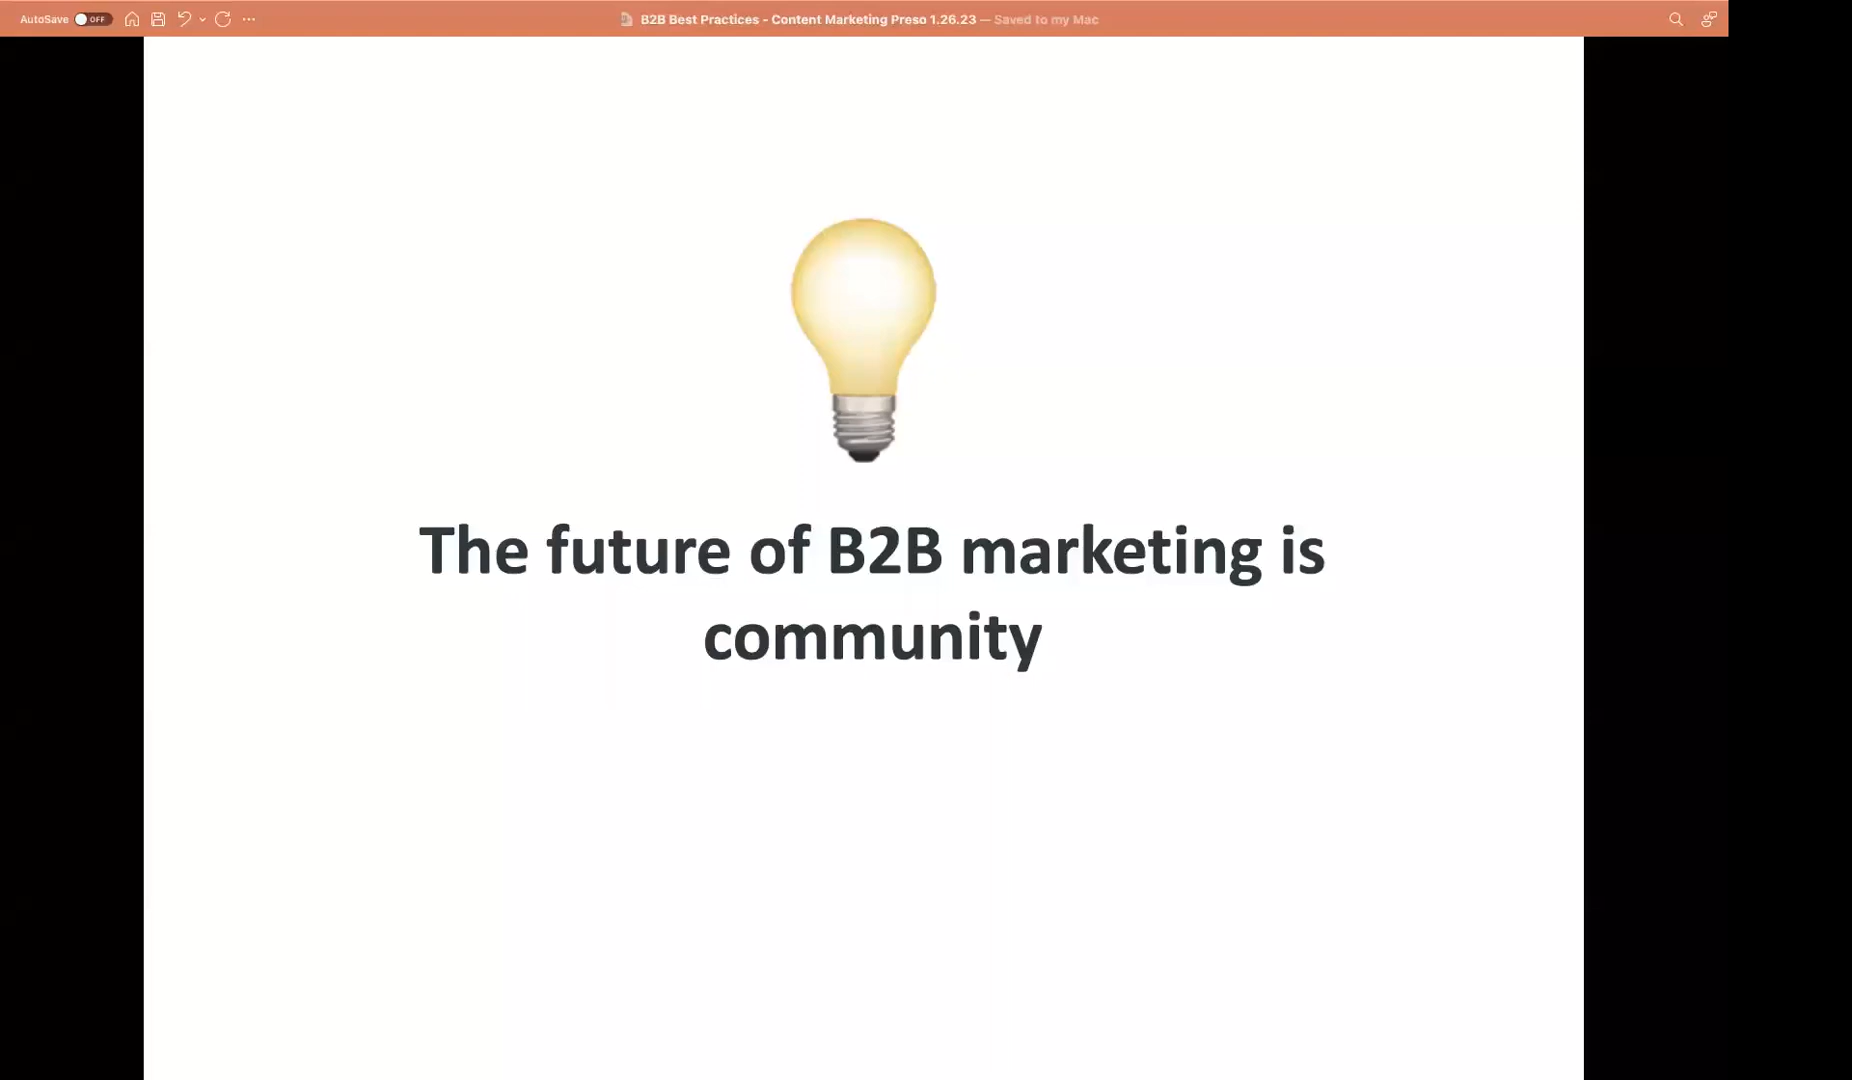 AutoSave OFF
B2B Best Practices - Content Marketing Preso 1.26.23 — Saved to my Mac
The future of B2B marketing is
community